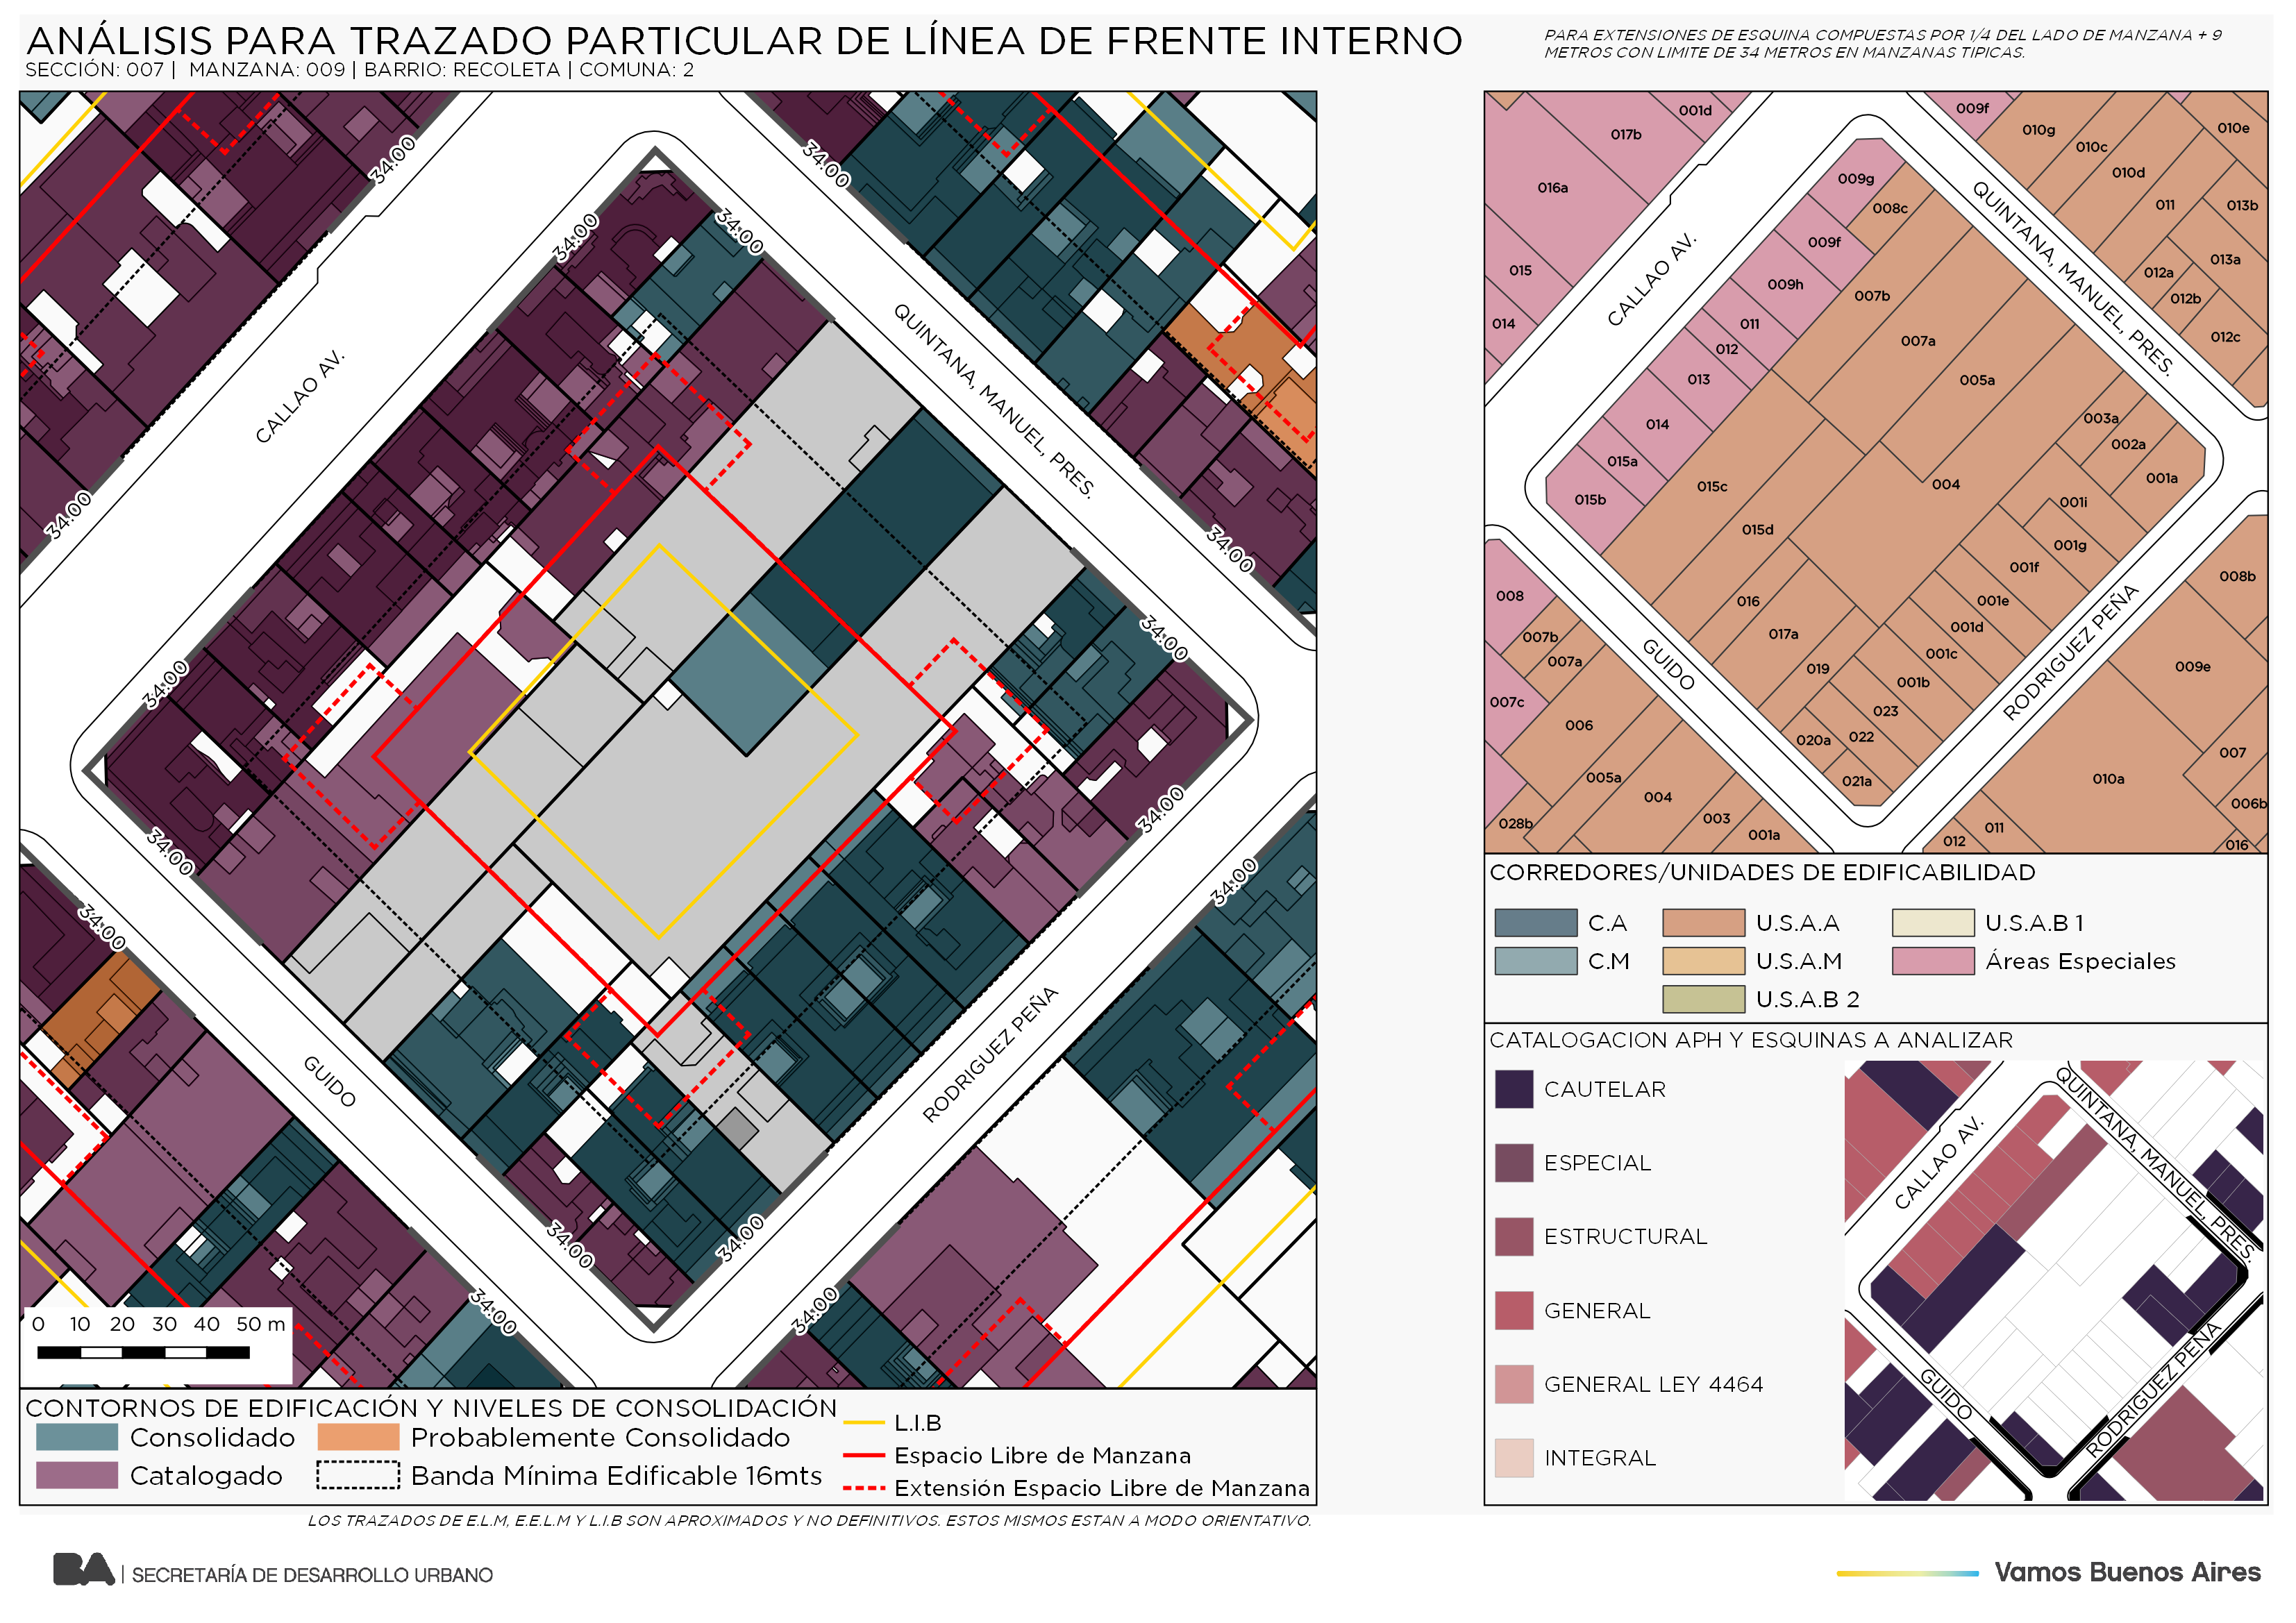 ANÁLISIS PARA TRAZADO PARTICULAR DE LÍNEA DE FRENTE INTERNO
SECCIÓN: 007 | MANZANA: 009 | BARRIO: RECOLETA | COMUNA: 2
PARA EXTENSIONES DE ESQUINA COMPUESTAS POR 1/4 DEL LADO DE MANZANA + 9
METROS CON LIMITE DE 34 METROS EN MANZANAS TIPICAS.
34.00
34.00
34.00
34.00
CALLAO AV.
QUINTANA, MANUEL, PRES.
34.00
34.00
34.00
34.00
34.00
34.00
34.00
34.00
GUIDO
RODRIGUEZ PEÑA
34.00
34.00
34.00
34.00
0 10 20 30 40 50 m
CONTORNOS DE EDIFICACIÓN Y NIVELES DE CONSOLIDACIÓN
Consolidado
Probablemente Consolidado
Catalogado
Banda Mínima Edificable 16mts
L.I.B
Espacio Libre de Manzana
Extensión Espacio Libre de Manzana
LOS TRAZADOS DE E.L.M, E.E.L.M Y L.I.B SON APROXIMADOS Y NO DEFINITIVOS. ESTOS MISMOS ESTAN A MODO ORIENTATIVO.
001d
009f
017b
010g
010e
010c
010d
016a
009g
008c
011
013b
CALLAO AV.
QUINTANA, MANUEL, PRES.
009f
015
009h
007b
012a
013a
012b
014
011
012
007a
012c
013
005a
014
003a
002a
015a
015b
015c
004
001a
001i
015d
001g
001f
008b
008
016
001e
017a
001d
007b
007a
GUIDO
001c
019
001b
009e
007c
006
023
RODRIGUEZ PEÑA
020a
022
007
005a
021a
010a
004
006b
028b
003
001a
011
012
016
CORREDORES/UNIDADES DE EDIFICABILIDAD
C.A
U.S.A.A
U.S.A.B 1
C.M
U.S.A.M
Áreas Especiales
U.S.A.B 2
CATALOGACION APH Y ESQUINAS A ANALIZAR
CAUTELAR
ESPECIAL
ESTRUCTURAL
GENERAL
GENERAL LEY 4464
INTEGRAL
CALLAO AV.
QUINTANA, MANUEL, PRES.
GUIDO
RODRIGUEZ PEÑA
BA | SECRETARÍA DE DESARROLLO URBANO
Vamos Buenos Aires